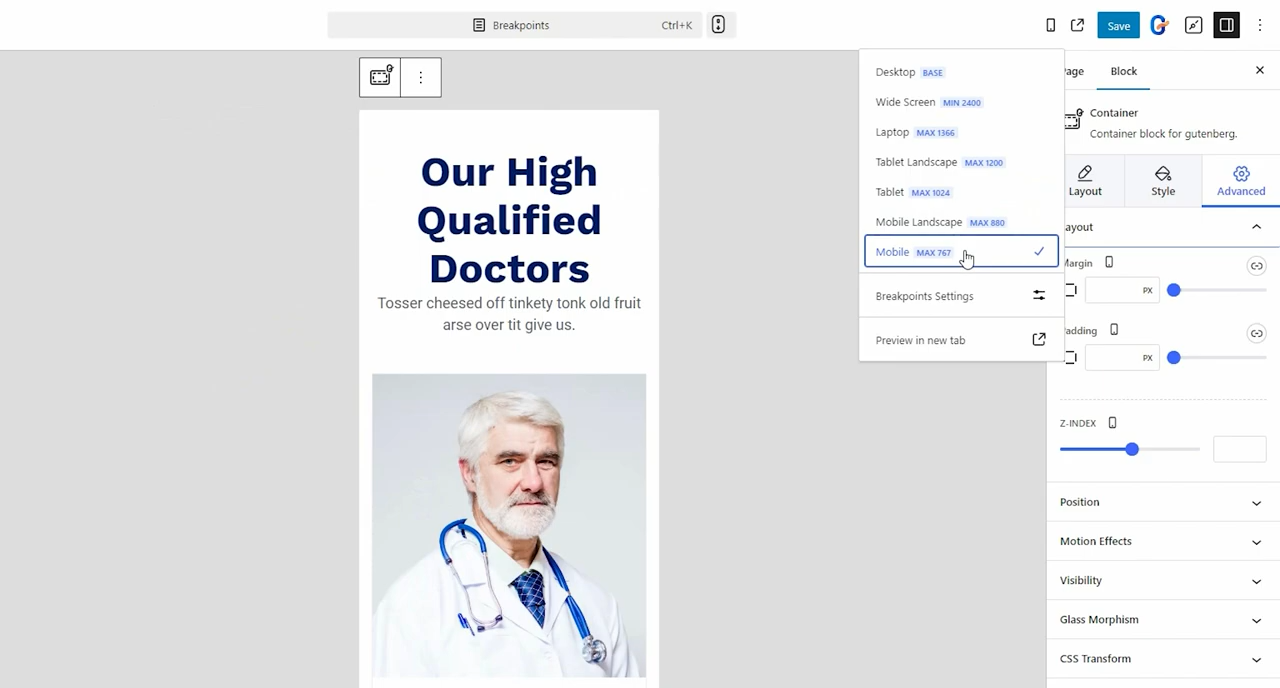 Breakpoints
Ctrl+K
Save
Desktop BASE
Wide Screen MIN 2400
Laptop MAX 1366
Tablet Landscape MAX 1200
Tablet MAX 1024
Mobile Landscape MAX 880
Mobile MAX 767
Breakpoints Settings
Preview in new tab
Our High
Qualified
Doctors
Tosser cheesed off tinkety tonk old fruit
arse over tit give us.
age
Block
Container
Container block for gutenberg.
Layout
Style
Advanced
ayout
Margin
PX
adding
PX
Z-INDEX
Position
Motion Effects
Visibility
Glass Morphism
CSS Transform